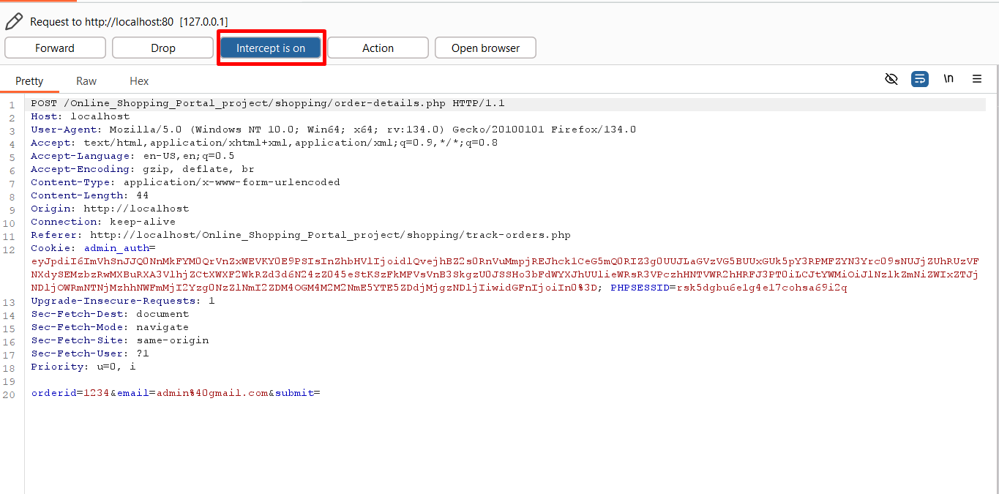 Request to http://localhost:80 [127.0.0.1]
Forward Drop Intercept is on Action Open browser
Pretty Raw Hex \n
1 POST /Online_Shopping_Portal_project/shopping/order-details.php HTTP/1.1
2 Host: localhost
3 User-Agent: Mozilla/5.0 (Windows NT 10.0; Win64; x64; rv:134.0) Gecko/20100101 Firefox/134.0
4 Accept: text/html,application/xhtml+xml,application/xml;q=0.9,*/*;q=0.8
5 Accept-Language: en-US,en;q=0.5
6 Accept-Encoding: gzip, deflate, br
7 Content-Type: application/x-www-form-urlencoded
8 Content-Length: 44
9 Origin: http://localhost
10 Connection: keep-alive
11 Referer: http://localhost/Online_Shopping_Portal_project/shopping/track-orders.php
12 Cookie: admin_auth=
eyJpdiI6ImVhSnJJQ0NnMkFYM0QrVnZxWEVKY0E9PSIsInZhbHVlIjoidlQvejhBZ2s0RnVuMmpjREJhck1CeG5mQ0RIZ3g0UUJLaGVzVG5BUUxGUk5pY3RPMFZYN3Yrc09sNUJjZUhRUzVF
NXdySEMzbzRwMXBuRXA3VlhjZCtXWXF2WkRZd3d6N24zZ045eStKSzFkMFVsVnB3SkgzU0JSSHo3bFdWYXJhUUlieWRsR3VPczhHNTVWR2hHRFJ3PT0iLCJtYWMiOiJlNzlkZmNiZWIxZTJj
NDljOWRmNTNjMzhhNWFmMjI2Yzg0NzZlNmI2ZDM4OGM4M2M2NmE5YTE5ZDdjMjgzNDljIiwidGFnIjoiIn0%3D; PHPSESSID=rsk5dgbu6e1g4e17cohsa69i2q
13 Upgrade-Insecure-Requests: 1
14 Sec-Fetch-Dest: document
15 Sec-Fetch-Mode: navigate
16 Sec-Fetch-Site: same-origin
17 Sec-Fetch-User: ?1
18 Priority: u=0, i
19
20 orderid=1234&email=admin%40gmail.com&submit=